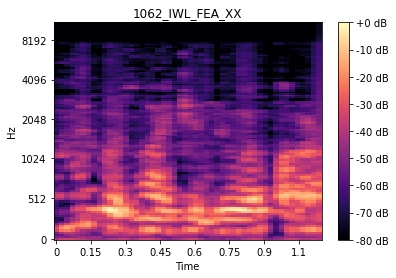 1062_IWL_FEA_XX
+0 dB
8192
-10 dB
4096
-20 dB
-30 dB
2048
Hz
-40 dB
1024
-50 dB
512
-60 dB
-70 dB
0
-80 dB
0 0.15 0.3 0.45 0.6 0.75 0.9 1.1
Time